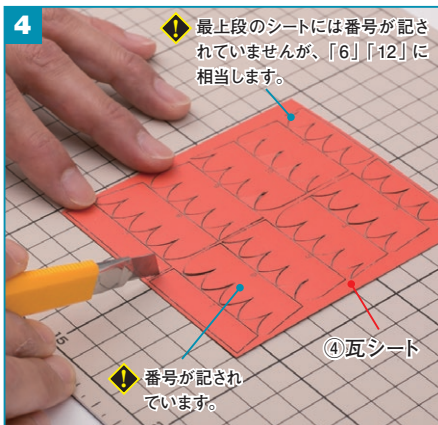 4
最上段のシートには番号が記さ
れていませんが、「6」「12」に
相当します。
④瓦シート
番号が記され
ています。
15